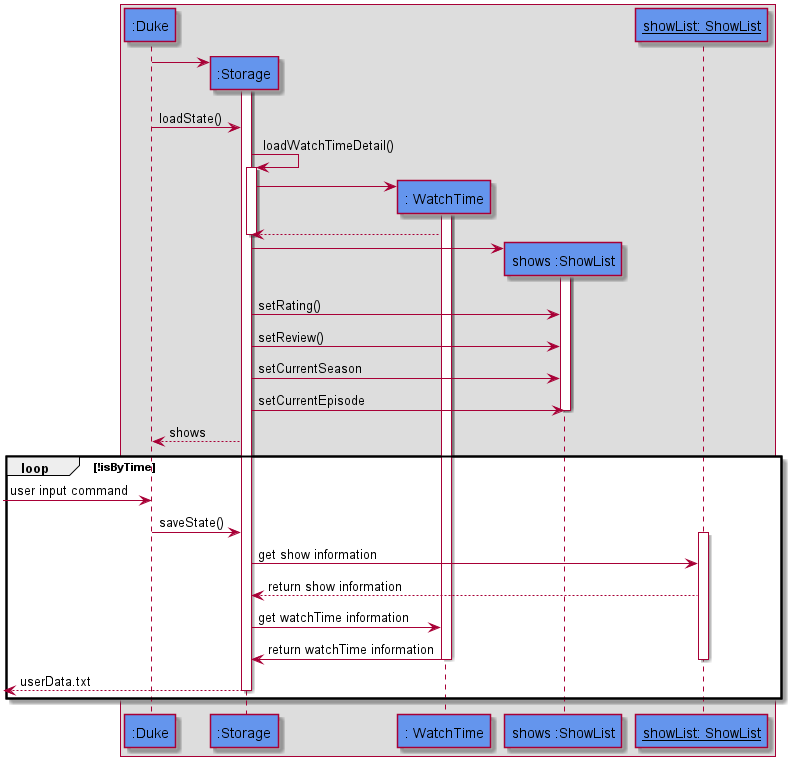 :Duke
showList: ShowList
:Storage
loadState()
loadWatchTimeDetail()
: WatchTime
shows :ShowList
setRating()
setReview()
setCurrentSeason
setCurrentEpisode
shows
loop [!isByTime]
user input command
saveState()
get show information
return show information
get watchTime information
return watchTime information
userData.txt
:Duke
:Storage
: WatchTime
shows :ShowList
showList: ShowList